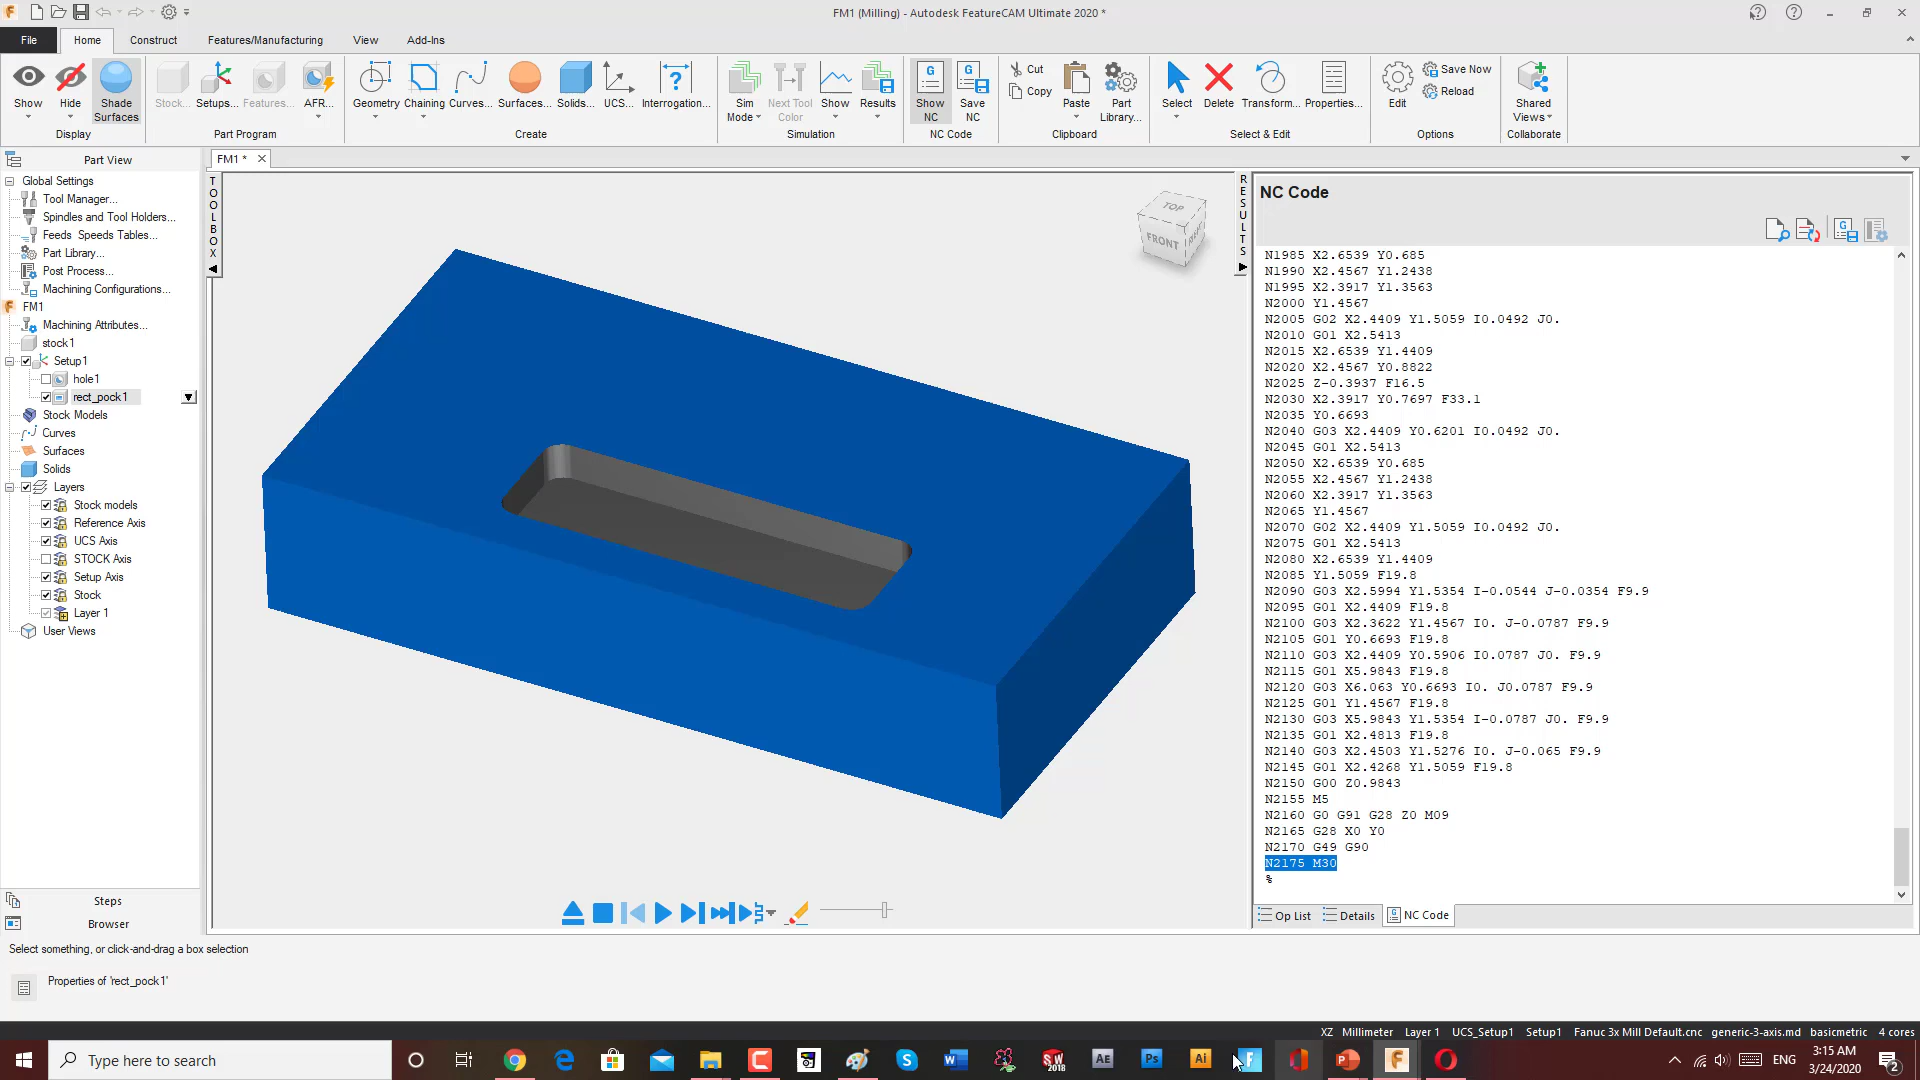 FM1 (Milling) - Autodesk FeatureCAM Ultimate 2020 *
File
Home
Construct
Features/Manufacturing
View
Add-Ins
Show
Hide
Shade
Surfaces
Stock...
Setups...
Features...
AFR...
Geometry
Chaining
Curves...
Surfaces...
Solids...
UCS...
Interrogation...
Sim
Mode
Next Tool
Color
Show
Results
Show
NC
Save
NC
Cut
Copy
Paste
Part
Library...
Select
Delete
Transform...
Properties...
Edit
Save Now
Reload
Shared
Views
Display
Part Program
Create
Simulation
NC Code
Clipboard
Select & Edit
Options
Collaborate
Part View
Global Settings
Tool Manager...
Spindles and Tool Holders...
Feeds Speeds Tables...
Part Library...
Post Process...
Machining Configurations...
FM1
Machining Attributes...
stock1
Setup1
hole1
rect_pock1
Stock Models
Curves
Surfaces
Solids
Layers
Stock models
Reference Axis
UCS Axis
STOCK Axis
Setup Axis
Stock
Layer 1
User Views
Steps
Browser
FM1 *
TOOLBOX
TOP
FRONT
RESULTS
NC Code
N1985 X2.6539 Y0.685
N1990 X2.4567 Y1.2438
N1995 X2.3917 Y1.3563
N2000 Y1.4567
N2005 G02 X2.4409 Y1.5059 I0.0492 J0.
N2010 G01 X2.5413
N2015 X2.6539 Y1.4409
N2020 X2.4567 Y0.8822
N2025 Z-0.3937 F16.5
N2030 X2.3917 Y0.7697 F33.1
N2035 Y0.6693
N2040 G03 X2.4409 Y0.6201 I0.0492 J0.
N2045 G01 X2.5413
N2050 X2.6539 Y0.685
N2055 X2.4567 Y1.2438
N2060 X2.3917 Y1.3563
N2065 Y1.4567
N2070 G02 X2.4409 Y1.5059 I0.0492 J0.
N2075 G01 X2.5413
N2080 X2.6539 Y1.4409
N2085 Y1.5059 F19.8
N2090 G03 X2.5994 Y1.5354 I-0.0544 J-0.0354 F9.9
N2095 G01 X2.4409 F19.8
N2100 G03 X2.3622 Y1.4567 I0. J-0.0787 F9.9
N2105 G01 Y0.6693 F19.8
N2110 G03 X2.4409 Y0.5906 I0.0787 J0. F9.9
N2115 G01 X5.9843 F19.8
N2120 G03 X6.063 Y0.6693 I0. J0.0787 F9.9
N2125 G01 Y1.4567 F19.8
N2130 G03 X5.9843 Y1.5354 I-0.0787 J0. F9.9
N2135 G01 X2.4813 F19.8
N2140 G03 X2.4503 Y1.5276 I0. J-0.065 F9.9
N2145 G01 X2.4268 Y1.5059 F19.8
N2150 G00 Z0.9843
N2155 M5
N2160 G0 G91 G28 Z0 M09
N2165 G28 X0 Y0
N2170 G49 G90
N2175 M30
%
Op List
Details
NC Code
Select something, or click-and-drag a box selection
Properties of 'rect_pock1'
XZ Millimeter Layer 1 UCS_Setup1 Setup1 Fanuc 3x Mill Default.cnc generic-3-axis.md basicmetric 4 cores
Type here to search
ENG
3:15 AM
3/24/2020
2